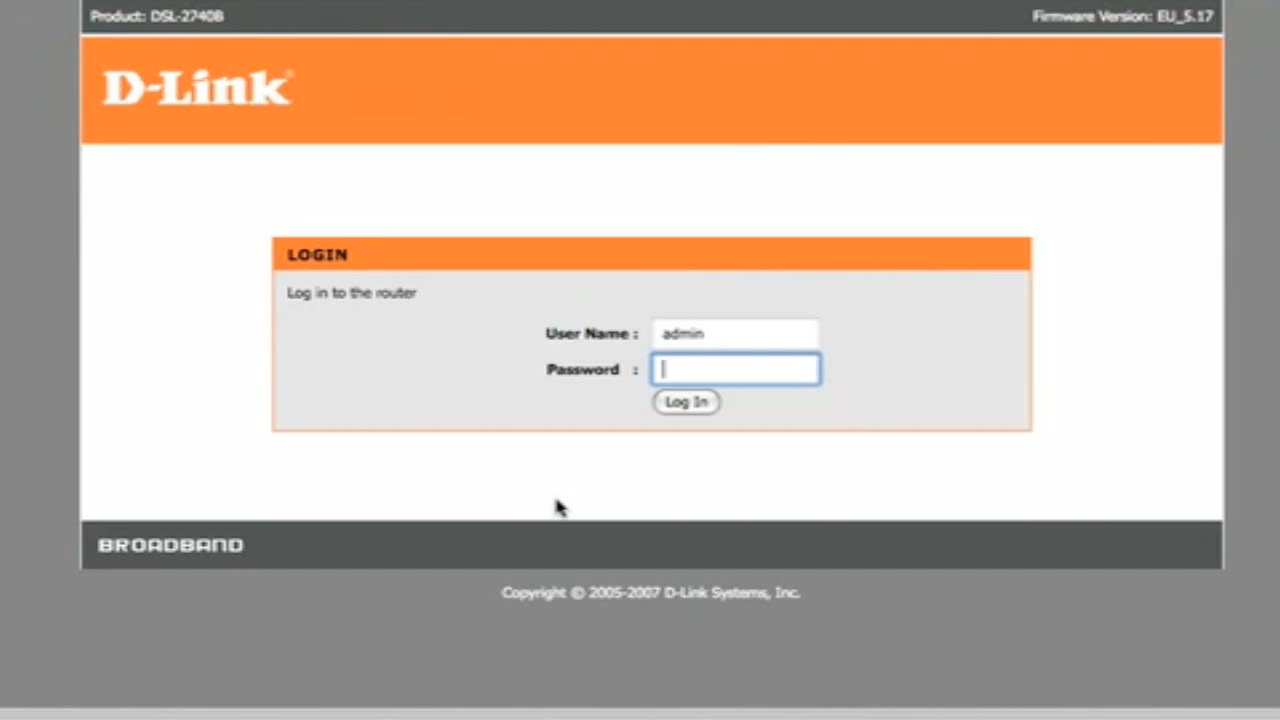 Product: DSL-2740B Firmware Version: EU_5.17
D-Link
LOGIN
Log in to the router
User Name : admin
Password :
Log In
BROADBAND
Copyright © 2005-2007 D-Link Systems, Inc.